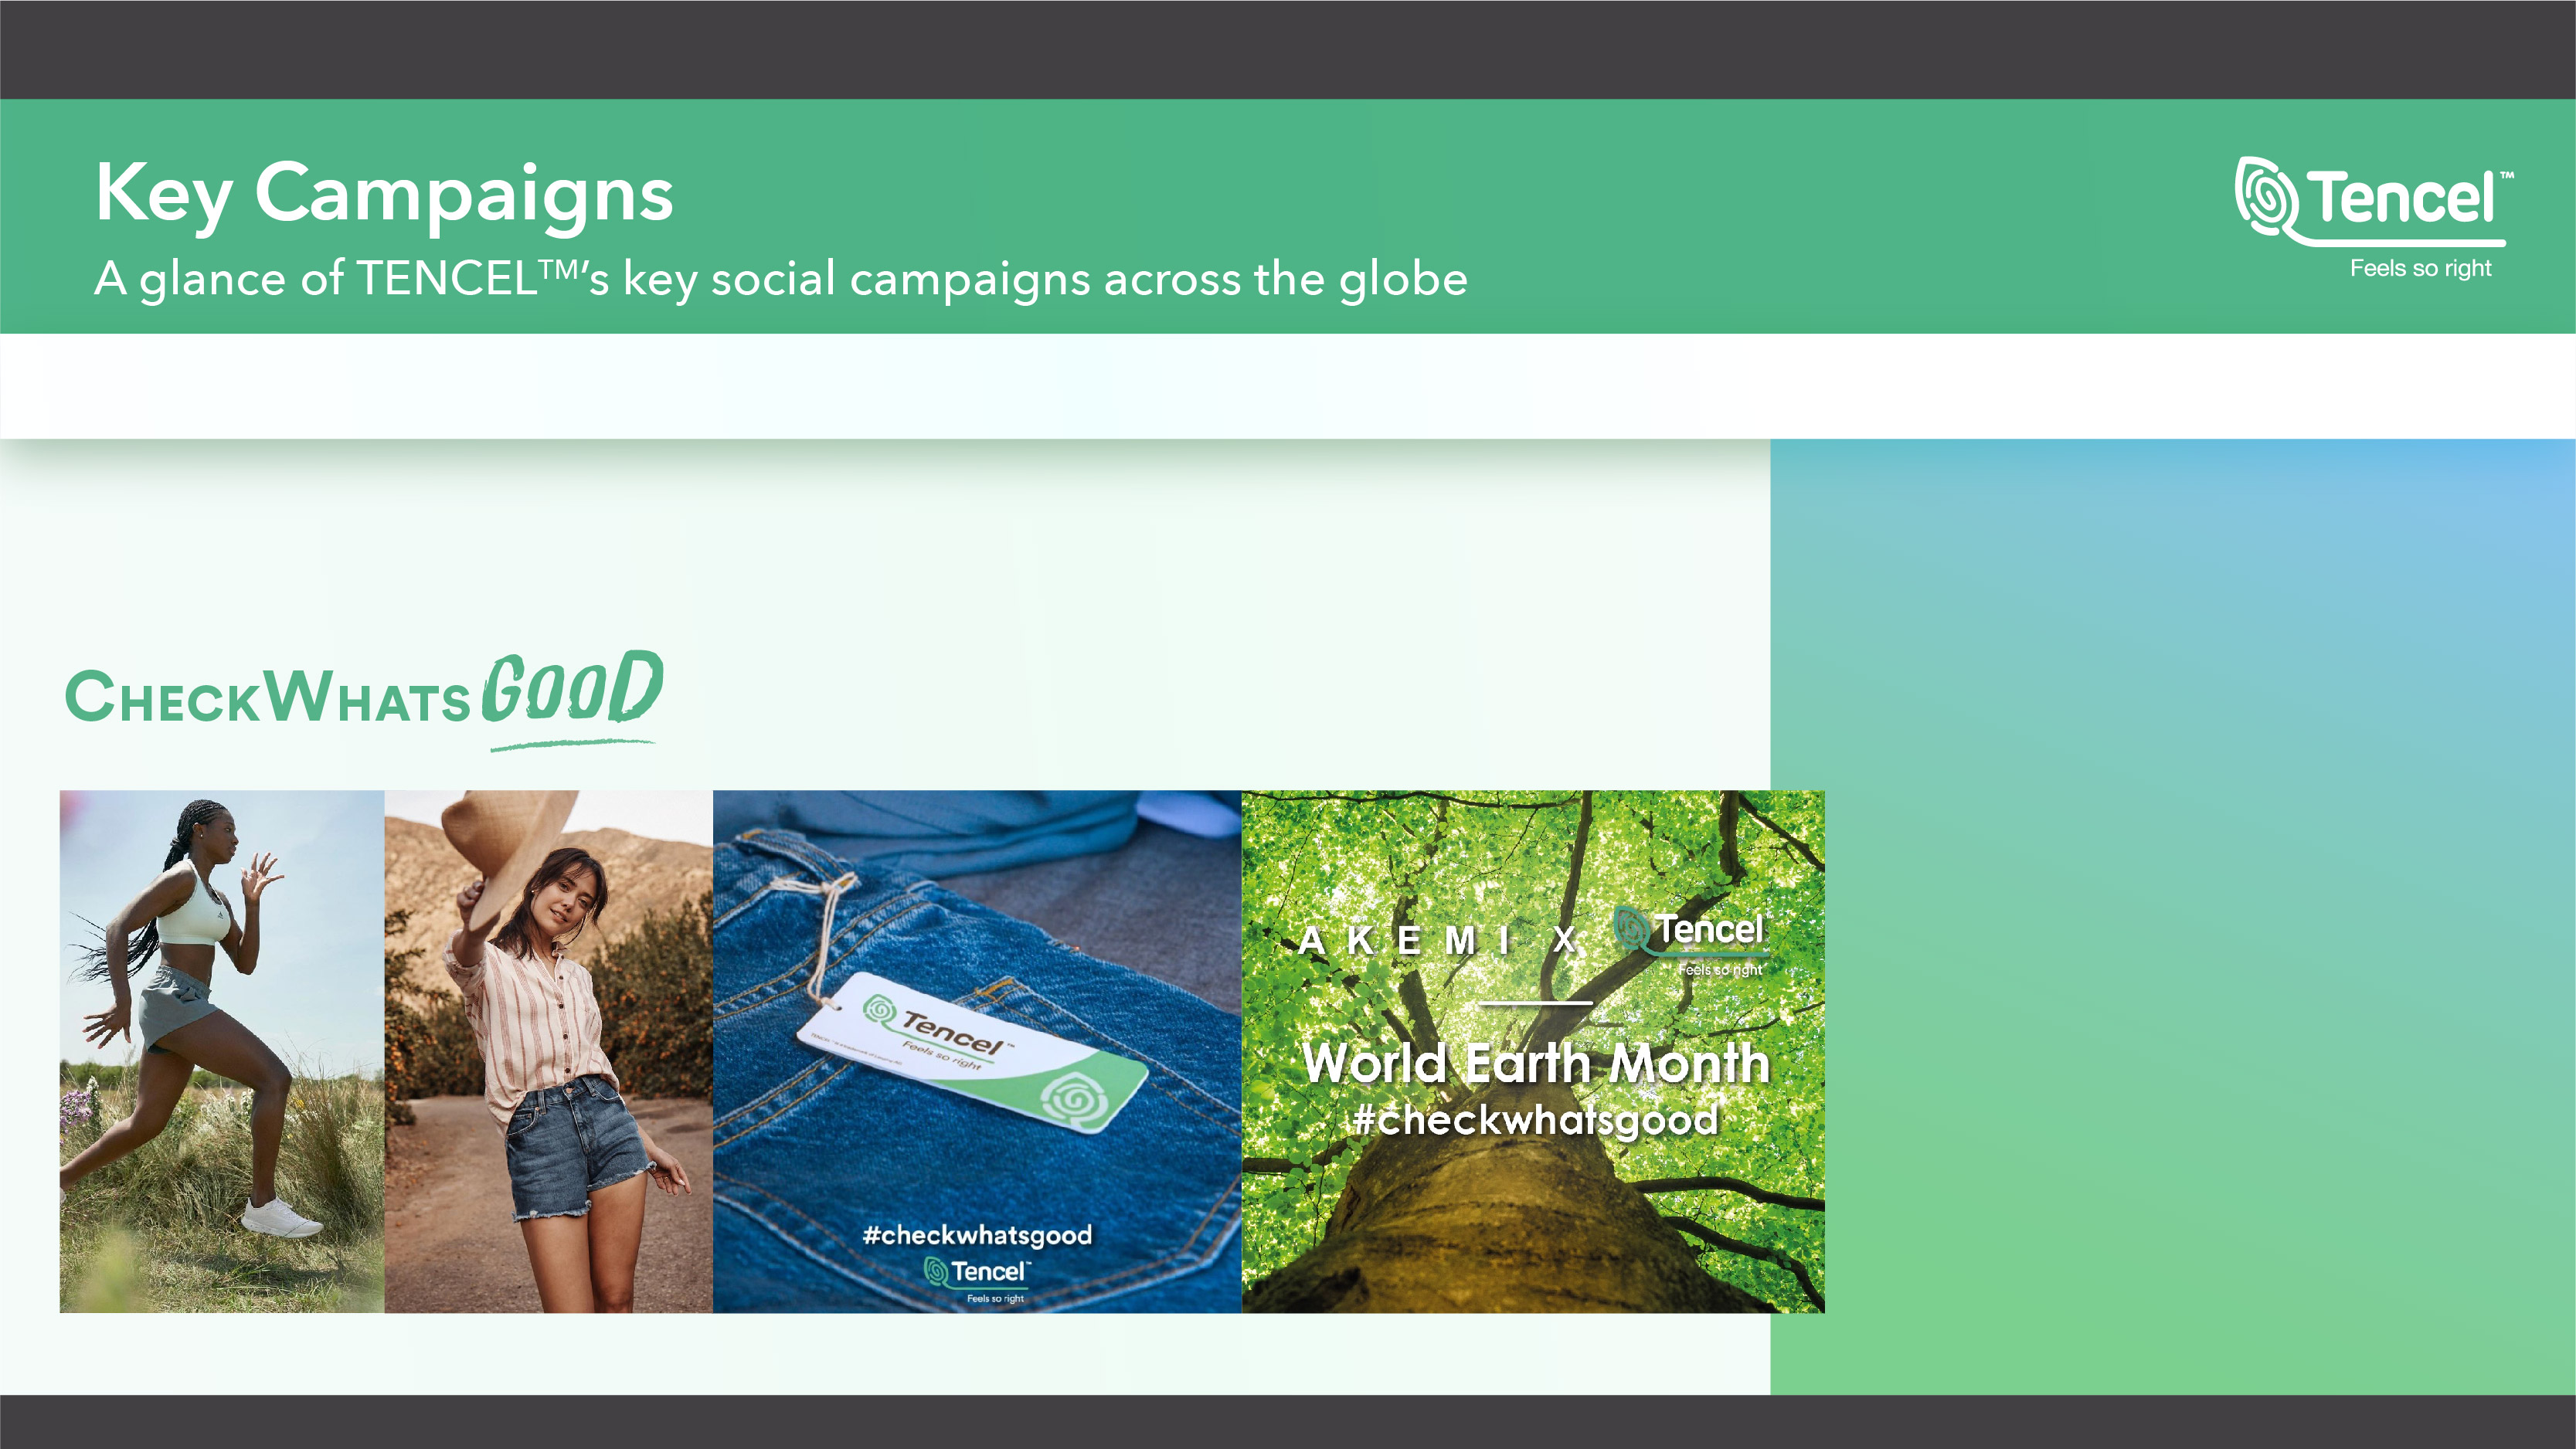 Key Campaigns
A glance of TENCEL™'s key social campaigns across the globe
Tencel™
Feels so right
CHECKWHATSGOOD
Tencel™
Feels so right
#checkwhatsgood
Tencel™
Feels so right
AKEMI X Tencel™
Feels so right
World Earth Month
#checkwhatsgood